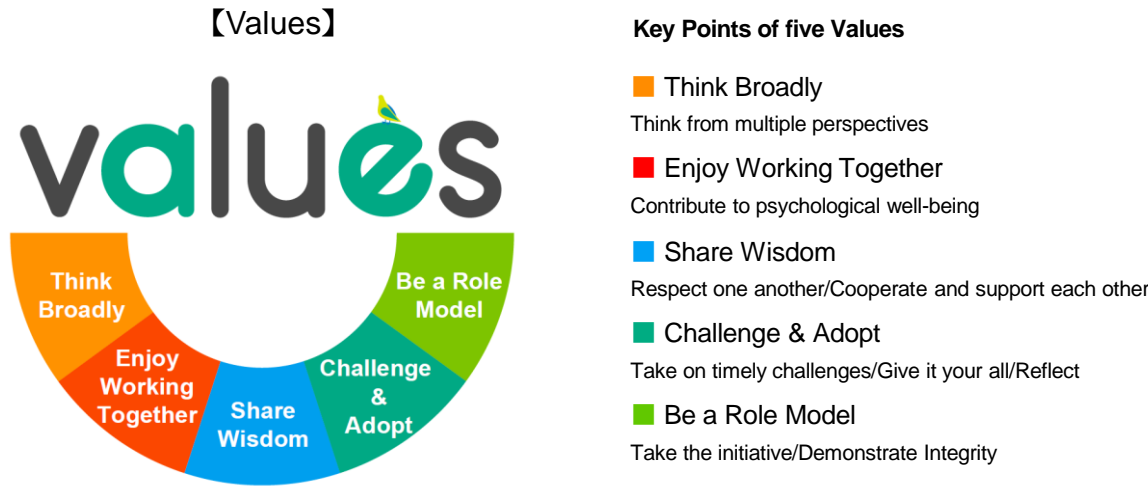 【Values】
values
Think
Broadly
Enjoy
Working
Together
Share
Wisdom
Challenge
&
Adopt
Be a Role
Model
Key Points of five Values
Think Broadly
Think from multiple perspectives
Enjoy Working Together
Contribute to psychological well-being
Share Wisdom
Respect one another/Cooperate and support each other
Challenge & Adopt
Take on timely challenges/Give it your all/Reflect
Be a Role Model
Take the initiative/Demonstrate Integrity